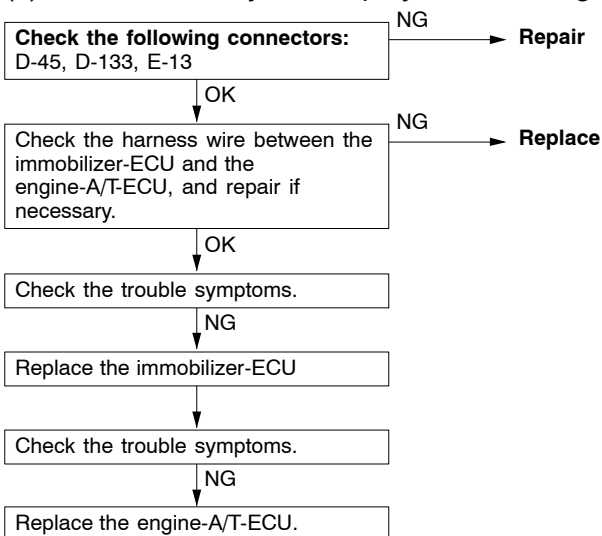 NG
Check the following connectors:
D-45, D-133, E-13
Repair
OK
NG
Check the harness wire between the
immobilizer-ECU and the
engine-A/T-ECU, and repair if
necessary.
Replace
OK
Check the trouble symptoms.
NG
Replace the immobilizer-ECU
Check the trouble symptoms.
NG
Replace the engine-A/T-ECU.